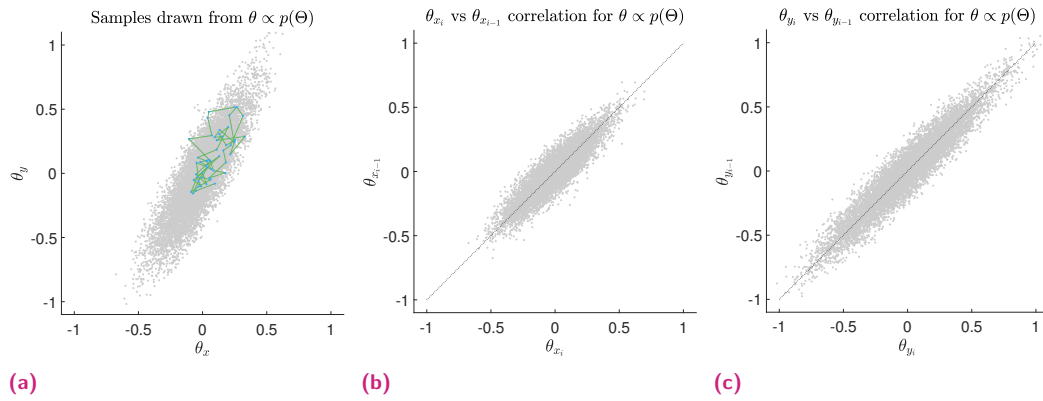 Samples drawn from θ ∝ p(Θ)
1
0.5
0
-0.5
-1
θ_y
-1 -0.5 0 0.5 1
θ_x
(a)
θ_{x_i} vs θ_{x_{i−1}} correlation for θ ∝ p(Θ)
1
0.5
0
-0.5
-1
θ_{x_{i−1}}
-1 -0.5 0 0.5 1
θ_{x_i}
(b)
θ_{y_i} vs θ_{y_{i−1}} correlation for θ ∝ p(Θ)
1
0.5
0
-0.5
-1
θ_{y_{i−1}}
-1 -0.5 0 0.5 1
θ_{y_i}
(c)